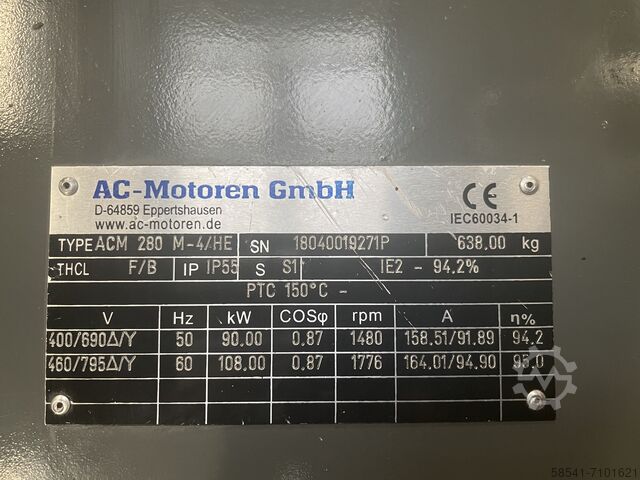 AC-Motoren GmbH
D-64859 Eppertshausen
www.ac-motoren.de
CE
IEC60034-1
TYPE ACM 280 M-4/HE SN 18040019271P 638,00 kg
THCL F/B IP IP55 S S1 IE2 - 94.2%
PTC 150°C -
V Hz kW COSφ rpm A η%
400/690Δ/Y 50 90.00 0.87 1480 158.51/91.89 94.2
460/795Δ/Y 60 108.00 0.87 1776 164.01/94.90 95.0
58541-7101621